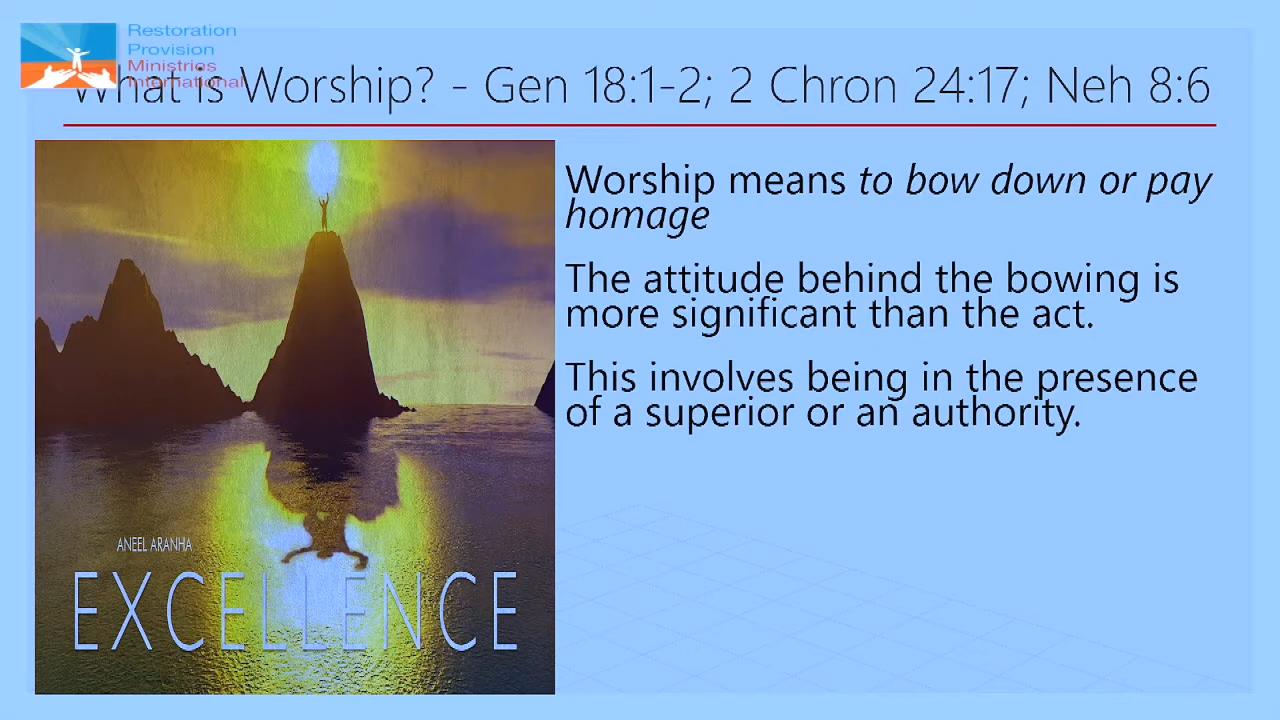 Restoration
Provision
Ministries
International
What is Worship? - Gen 18:1-2; 2 Chron 24:17; Neh 8:6
Worship means to bow down or pay
homage
The attitude behind the bowing is
more significant than the act.
This involves being in the presence
of a superior or an authority.
ANEEL ARANHA
EXCELLENCE